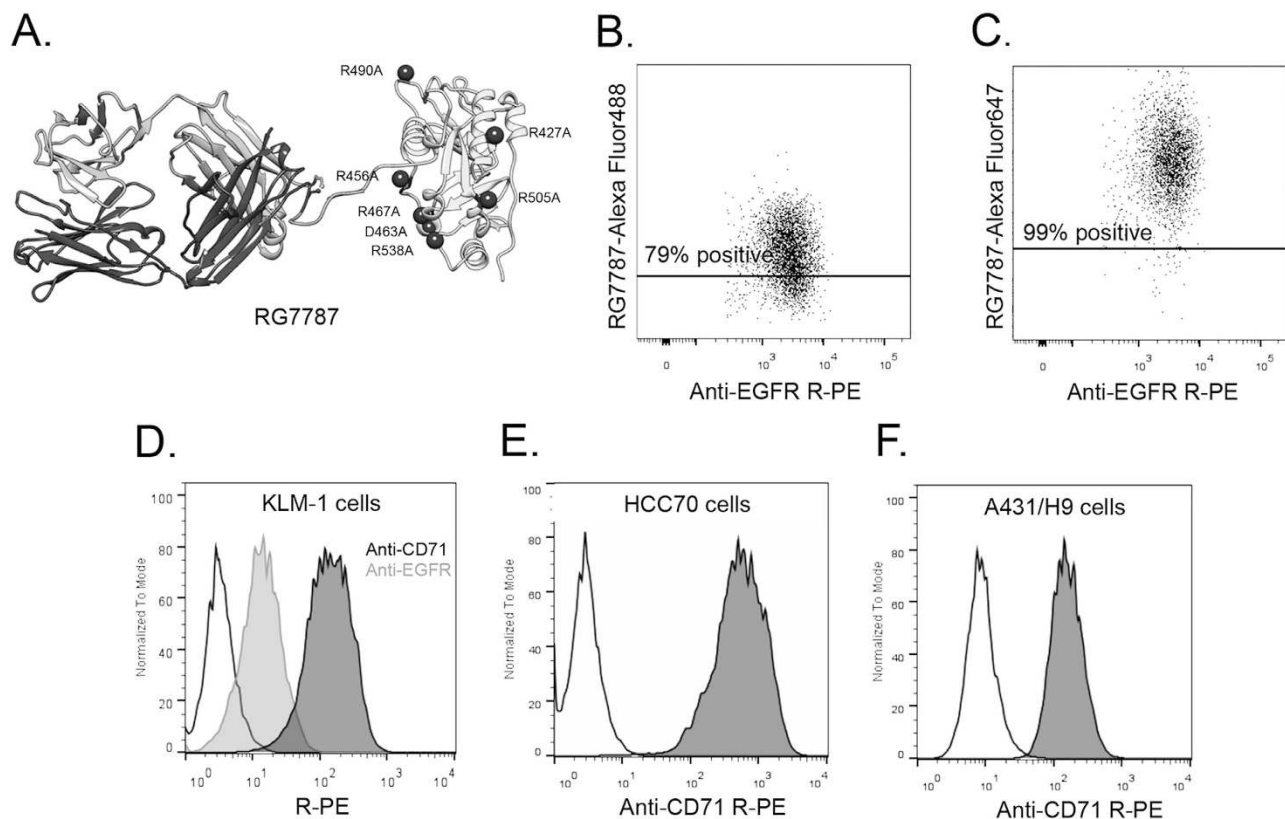 A.
R490A
R427A
R456A
R505A
R467A
D463A
R538A
RG7787
B.
RG7787-Alexa Fluor488
79% positive
0 10³ 10⁴ 10⁵
Anti-EGFR R-PE
C.
RG7787-Alexa Fluor647
99% positive
0 10³ 10⁴ 10⁵
Anti-EGFR R-PE
D.
KLM-1 cells
Anti-CD71
Anti-EGFR
Normalized To Mode
100
80
60
40
20
0
10⁰ 10¹ 10² 10³ 10⁴
R-PE
E.
HCC70 cells
Normalized To Mode
100
80
60
40
20
0
10⁰ 10¹ 10² 10³ 10⁴
Anti-CD71 R-PE
F.
A431/H9 cells
Normalized To Mode
100
80
60
40
20
0
10⁰ 10¹ 10² 10³ 10⁴
Anti-CD71 R-PE